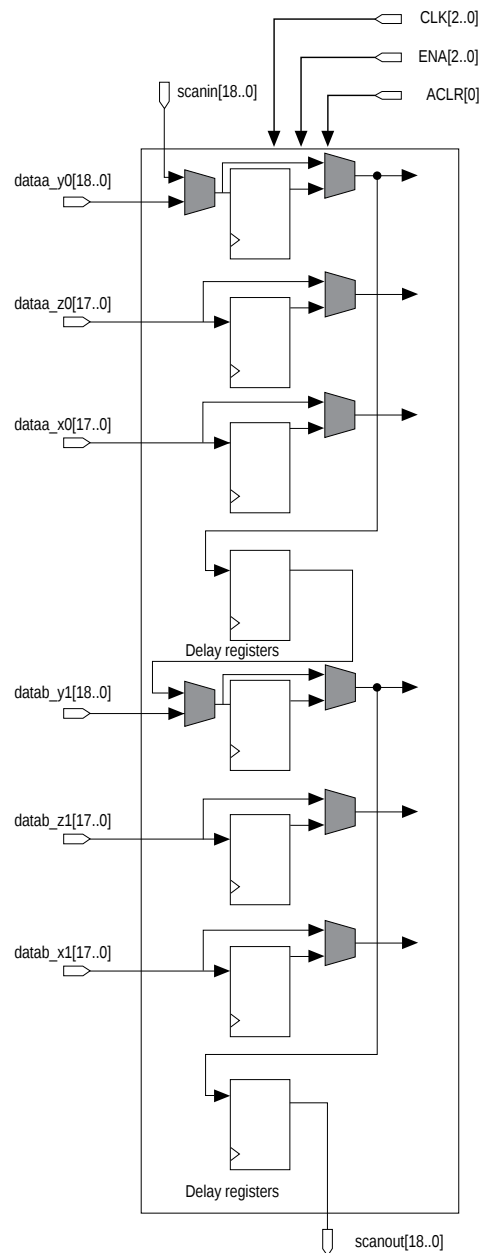 CLK[2..0]
ENA[2..0]
scanin[18..0]
ACLR[0]
dataa_y0[18..0]
dataa_z0[17..0]
dataa_x0[17..0]
Delay registers
datab_y1[18..0]
datab_z1[17..0]
datab_x1[17..0]
Delay registers
scanout[18..0]